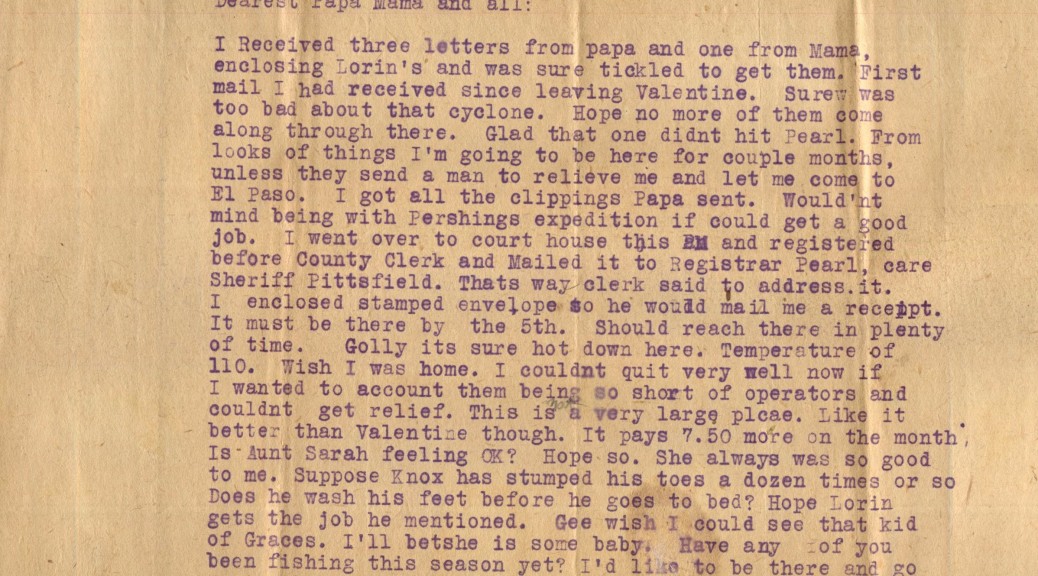 Dearest Papa Mama and all:
I Received three letters from papa and one from Mama,
enclosing Lorin's and was sure tickled to get them. First
mail I had received since leaving Valentine. Surew was
too bad about that cyclone. Hope no more of them come
along through there. Glad that one didnt hit Pearl. From
looks of things I'm going to be here for couple months,
unless they send a man to relieve me and let me come to
El Paso. I got all the clippings Papa sent. Would'nt
mind being with Pershings expedition if could get a good
job. I went over to court house this and registered
before County Clerk and Mailed it to Registrar Pearl, care
Sheriff Pittsfield. Thats way clerk said to address.it.
I enclosed stamped envelope so he would mail me a receippt.
It must be there by the 5th. Should reach there in plenty
of time. Golly its sure hot down here. Temperature of
110. Wish I was home. I couldnt quit very well now if
I wanted to account them being so short of operators and
couldnt get relief. This is a very large plcae. Like it
better than Valentine though. It pays 7.50 more on the month.
Is Aunt Sarah feeling OK? Hope so. She always was so good
to me. Suppose Knox has stumped his toes a dozen times or so
Does he wash his feet before he goes to bed? Hope Lorin
gets the job he mentioned. Gee wish I could see that kid
of Graces. I'll betshe is some baby. Have any of you
been fishing this season yet? I'd like to be there and go